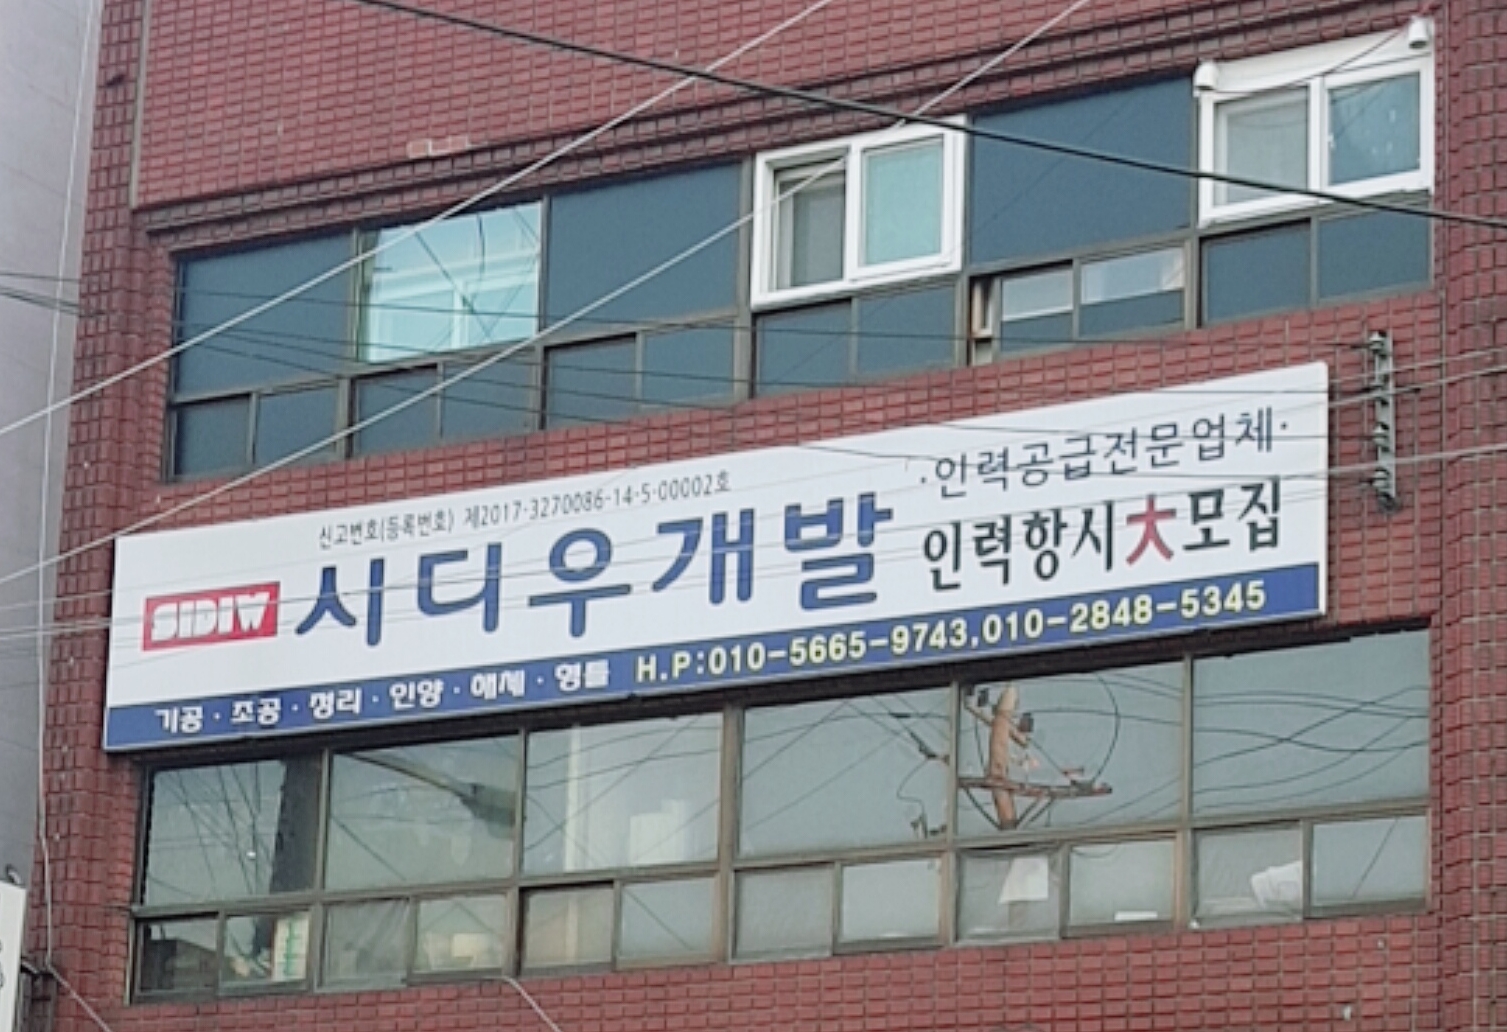 신고번호(등록번호) 제2017-3270086-14-5-00002호
SIDIW 시디우개발
·인력공급전문업체·
인력항시大모집
기공·조공·정리·인양·해체·형틀 H.P:010-5665-9743,010-2848-5345